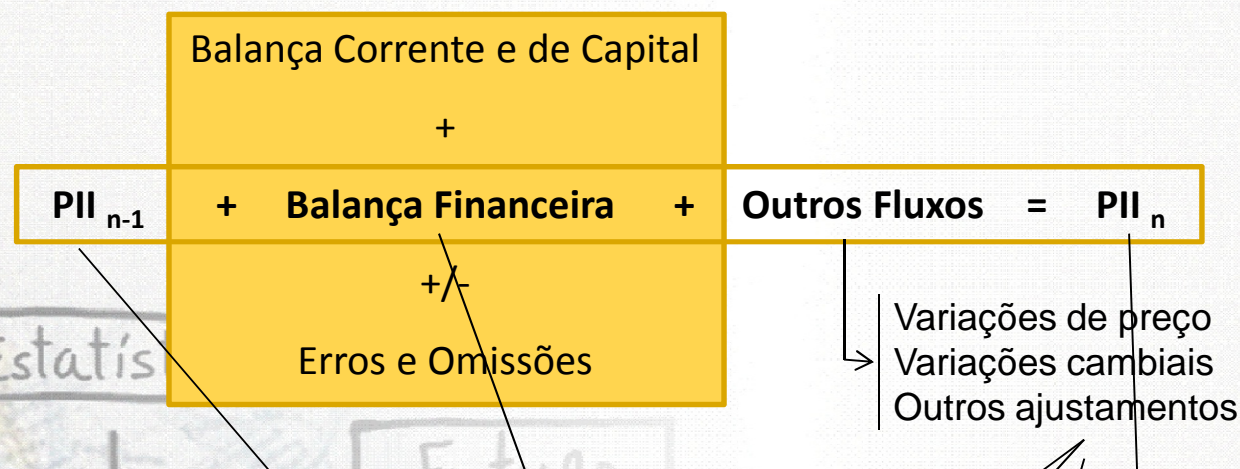 Balança Corrente e de Capital
+
PII n-1 + Balança Financeira + Outros Fluxos = PII n
+/-
Erros e Omissões
Variações de preço
Variações cambiais
Outros ajustamentos